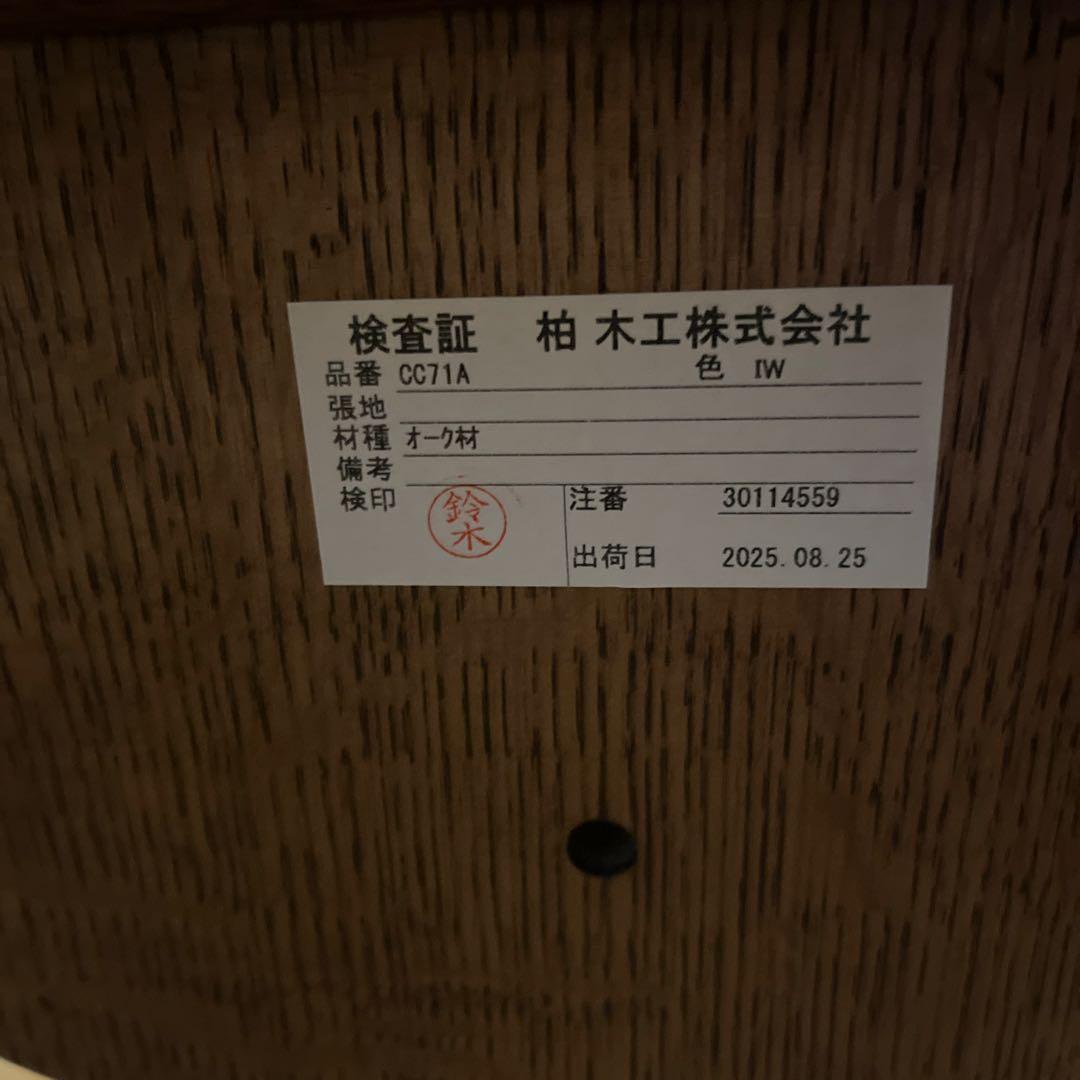 検査証 柏木工株式会社
品番 CC71A 色 IW
張地
材種 オーク材
備考
検印 鈴木 注番 30114559
出荷日 2025.08.25